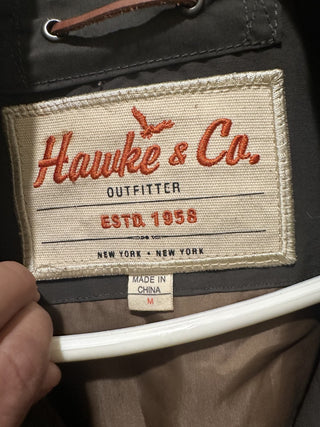 Hawke & Co.
OUTFITTER
ESTD. 1958
NEW YORK • NEW YORK
MADE IN
CHINA
M